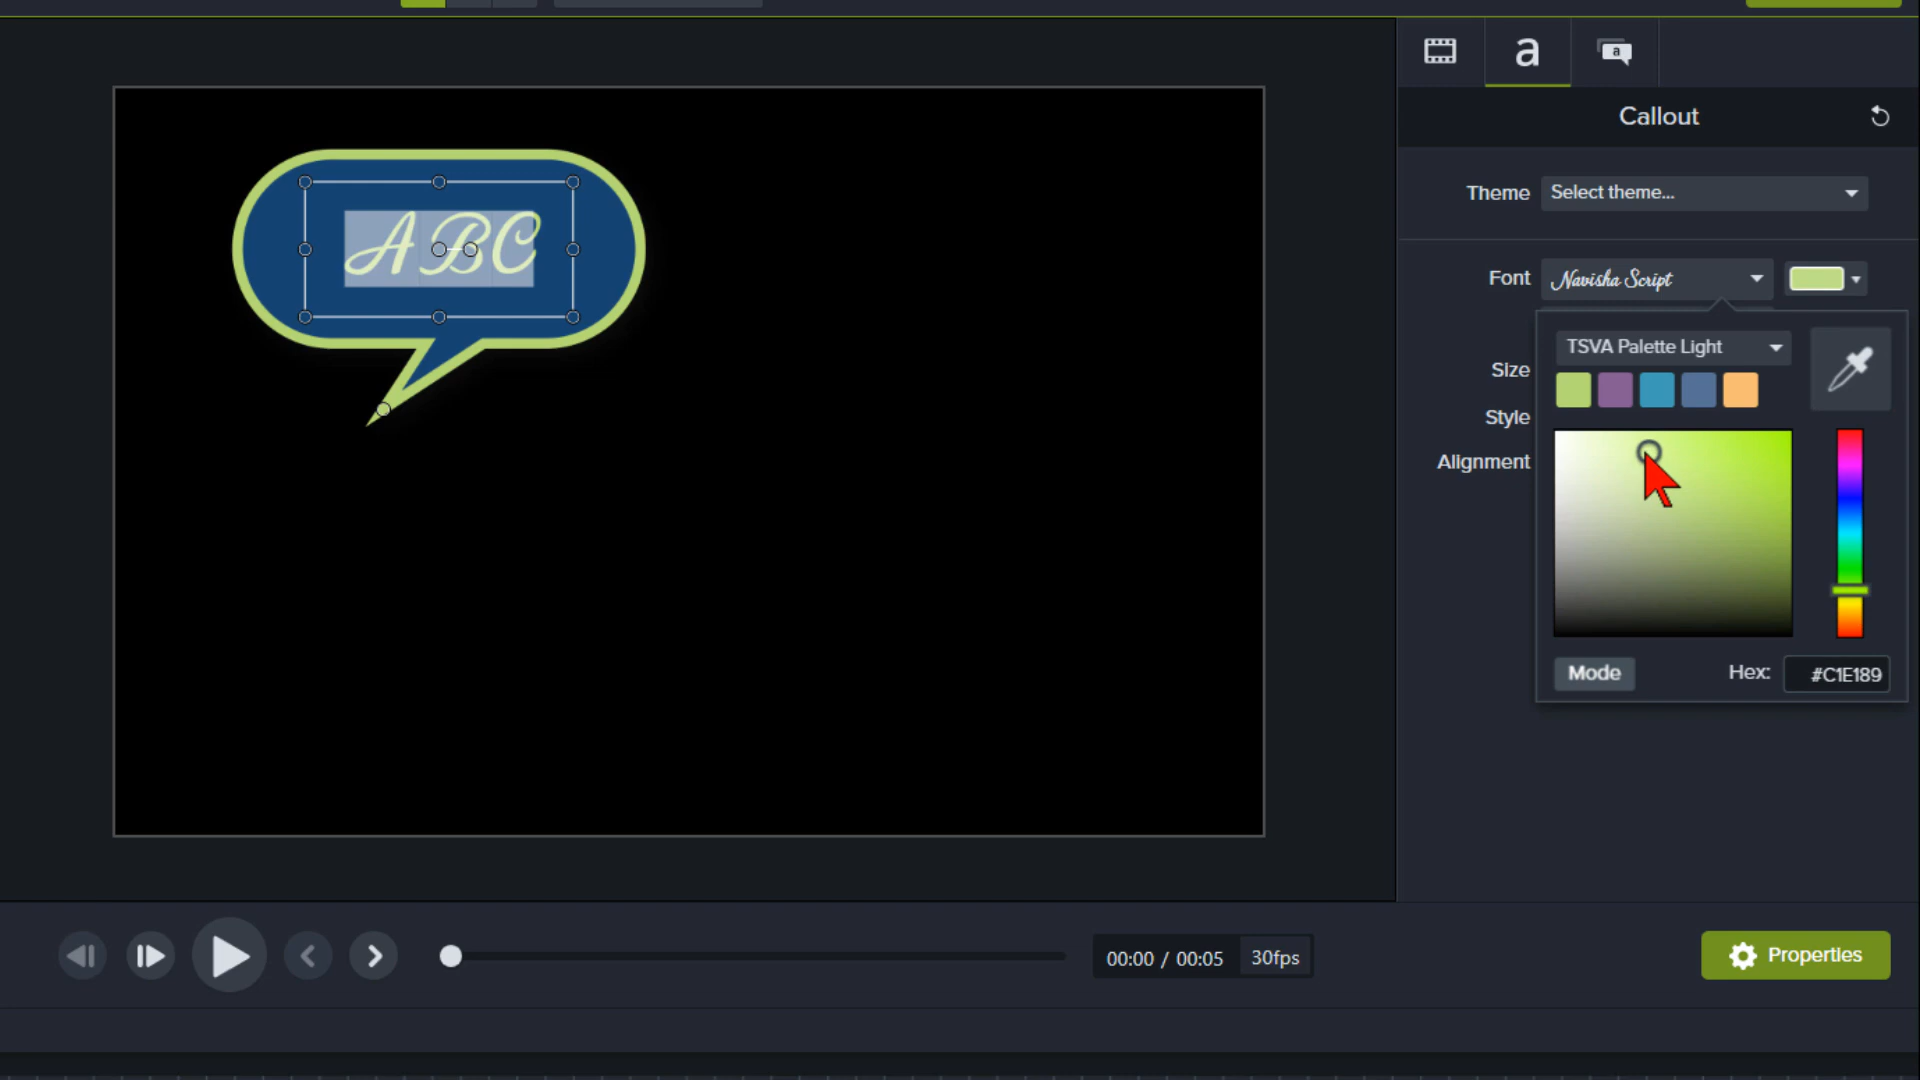 a
a
Callout
Theme Select theme...
ABC
Font Navisha Script
TSVA Palette Light
Size
Style
Alignment
Mode Hex: #C1E189
00:00 / 00:05 30fps
Properties